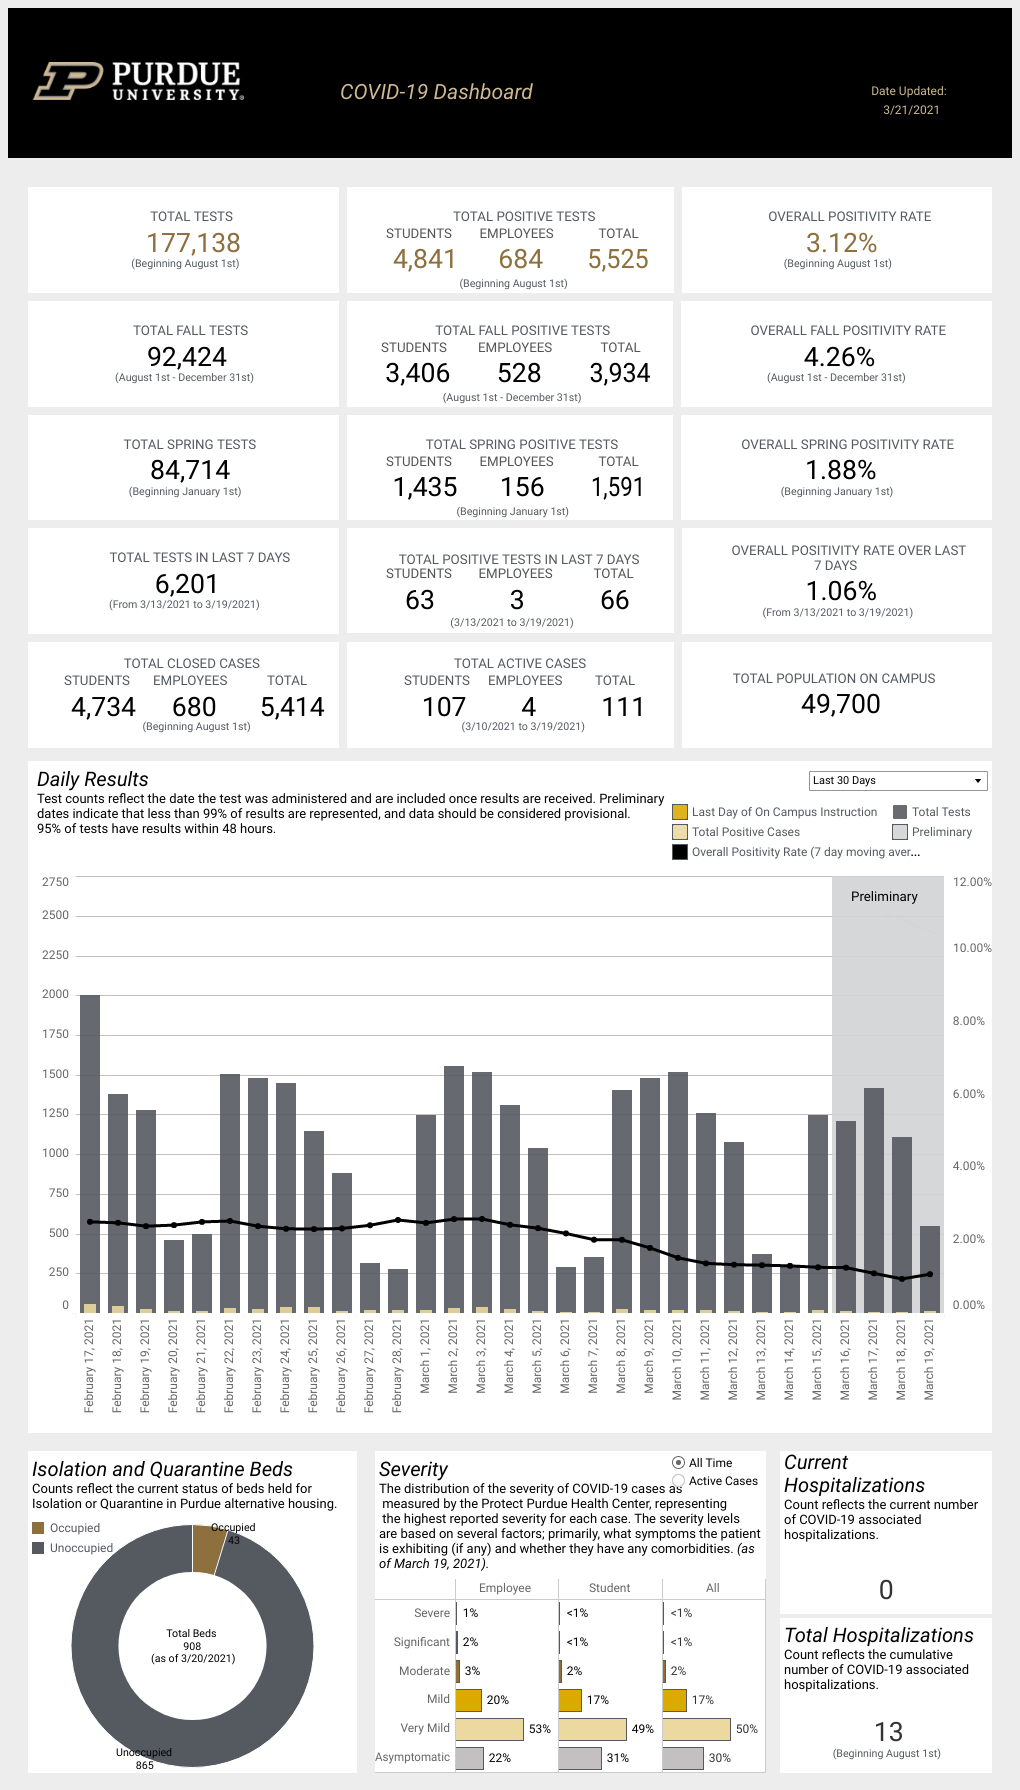 PURDUE
UNIVERSITY®
COVID-19 Dashboard
Date Updated:
3/21/2021
TOTAL TESTS
177,138
(Beginning August 1st)
TOTAL POSITIVE TESTS
STUDENTS EMPLOYEES TOTAL
4,841 684 5,525
(Beginning August 1st)
OVERALL POSITIVITY RATE
3.12%
(Beginning August 1st)
TOTAL FALL TESTS
92,424
(August 1st - December 31st)
TOTAL FALL POSITIVE TESTS
STUDENTS EMPLOYEES TOTAL
3,406 528 3,934
(August 1st - December 31st)
OVERALL FALL POSITIVITY RATE
4.26%
(August 1st - December 31st)
TOTAL SPRING TESTS
84,714
(Beginning January 1st)
TOTAL SPRING POSITIVE TESTS
STUDENTS EMPLOYEES TOTAL
1,435 156 1,591
(Beginning January 1st)
OVERALL SPRING POSITIVITY RATE
1.88%
(Beginning January 1st)
TOTAL TESTS IN LAST 7 DAYS
6,201
(From 3/13/2021 to 3/19/2021)
TOTAL POSITIVE TESTS IN LAST 7 DAYS
STUDENTS EMPLOYEES TOTAL
63 3 66
(3/13/2021 to 3/19/2021)
OVERALL POSITIVITY RATE OVER LAST
7 DAYS
1.06%
(From 3/13/2021 to 3/19/2021)
TOTAL CLOSED CASES
STUDENTS EMPLOYEES TOTAL
4,734 680 5,414
(Beginning August 1st)
TOTAL ACTIVE CASES
STUDENTS EMPLOYEES TOTAL
107 4 111
(3/10/2021 to 3/19/2021)
TOTAL POPULATION ON CAMPUS
49,700
Daily Results
Test counts reflect the date the test was administered and are included once results are received. Preliminary
dates indicate that less than 99% of results are represented, and data should be considered provisional.
95% of tests have results within 48 hours.
Last 30 Days
Last Day of On Campus Instruction Total Tests
Total Positive Cases Preliminary
Overall Positivity Rate (7 day moving aver...
2750
2500
2250
2000
1750
1500
1250
1000
750
500
250
0
Preliminary
12.00%
10.00%
8.00%
6.00%
4.00%
2.00%
0.00%
February 17, 2021
February 18, 2021
February 19, 2021
February 20, 2021
February 21, 2021
February 22, 2021
February 23, 2021
February 24, 2021
February 25, 2021
February 26, 2021
February 27, 2021
February 28, 2021
March 1, 2021
March 2, 2021
March 3, 2021
March 4, 2021
March 5, 2021
March 6, 2021
March 7, 2021
March 8, 2021
March 9, 2021
March 10, 2021
March 11, 2021
March 12, 2021
March 13, 2021
March 14, 2021
March 15, 2021
March 16, 2021
March 17, 2021
March 18, 2021
March 19, 2021
Isolation and Quarantine Beds
Counts reflect the current status of beds held for
Isolation or Quarantine in Purdue alternative housing.
Occupied
Unoccupied
Occupied
43
Total Beds
908
(as of 3/20/2021)
Unoccupied
865
Severity
All Time
Active Cases
The distribution of the severity of COVID-19 cases as
measured by the Protect Purdue Health Center, representing
the highest reported severity for each case. The severity levels
are based on several factors; primarily, what symptoms the patient
is exhibiting (if any) and whether they have any comorbidities. (as
of March 19, 2021).
Employee Student All
Severe 1% <1% <1%
Significant 2% <1% <1%
Moderate 3% 2% 2%
Mild 20% 17% 17%
Very Mild 53% 49% 50%
Asymptomatic 22% 31% 30%
Current
Hospitalizations
Count reflects the current number
of COVID-19 associated
hospitalizations.
0
Total Hospitalizations
Count reflects the cumulative
number of COVID-19 associated
hospitalizations.
13
(Beginning August 1st)